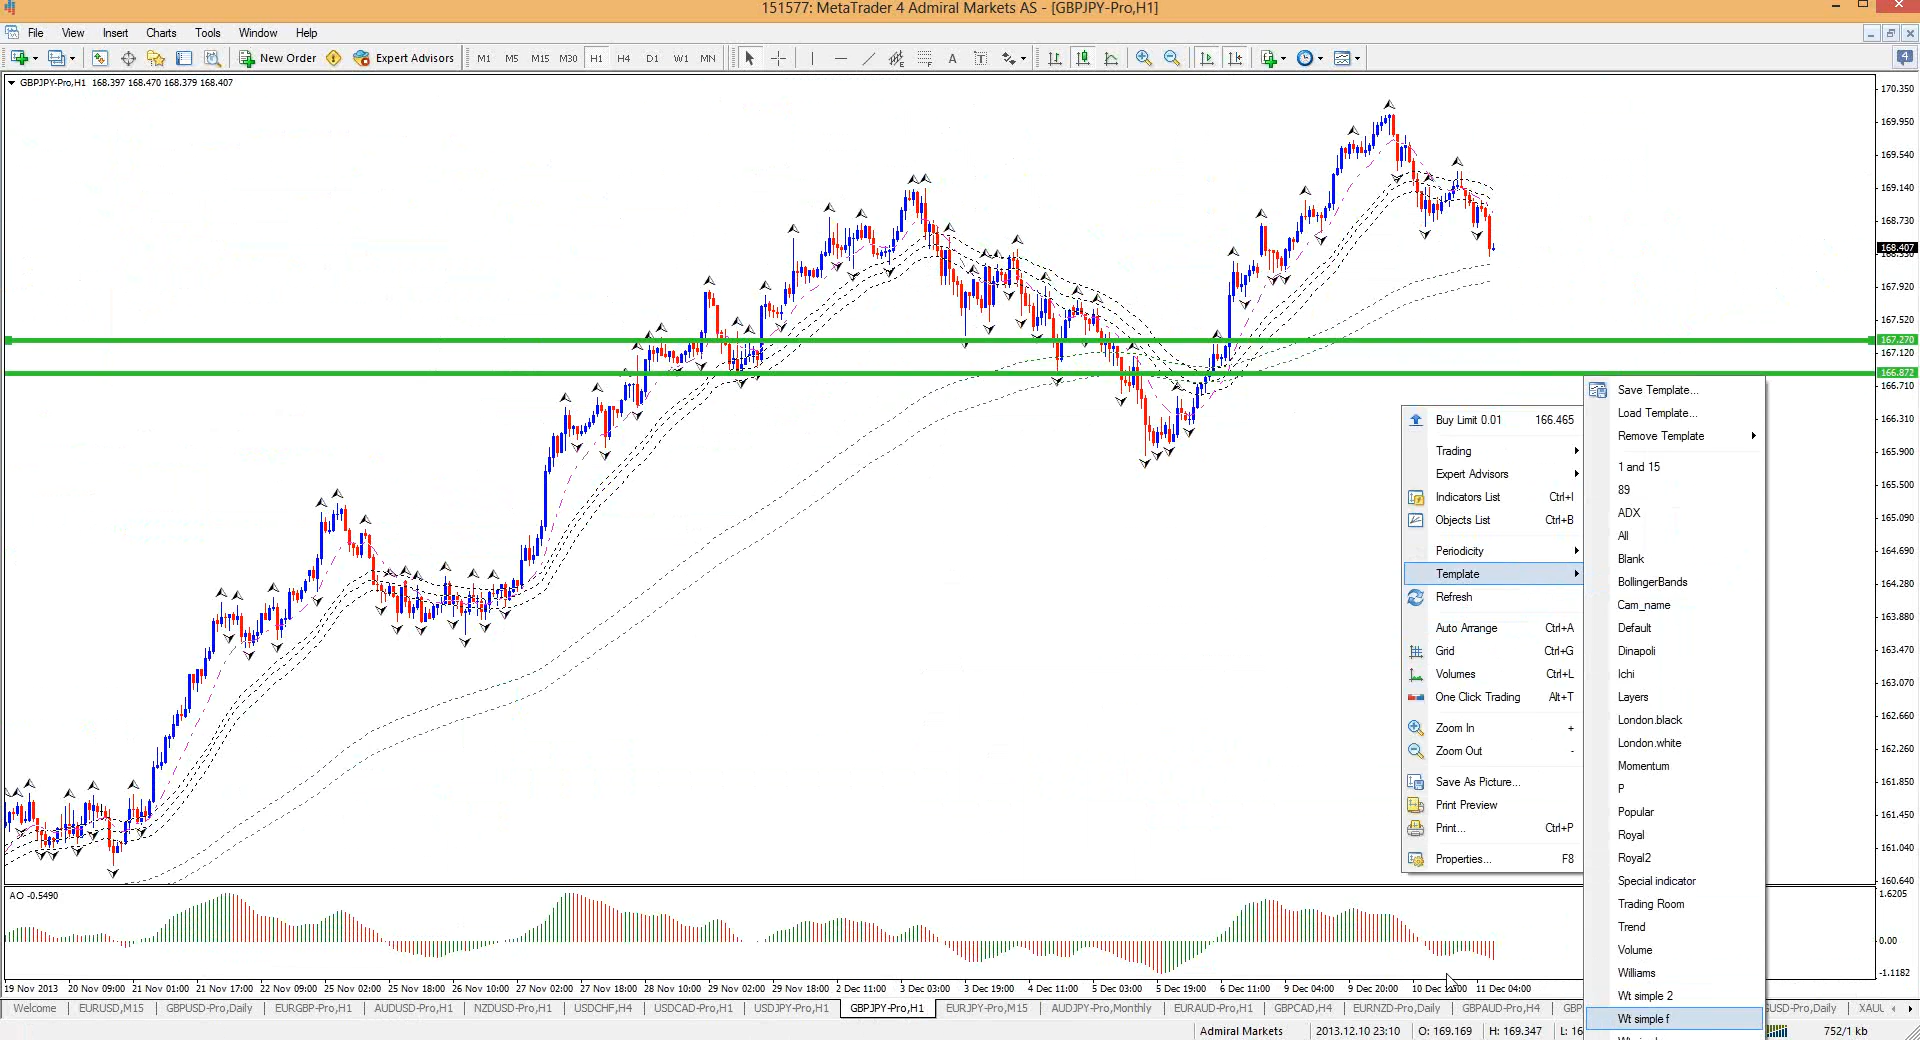 151577: MetaTrader 4 Admiral Markets AS - [GBPJPY-Pro,H1]
File View Insert Charts Tools Window Help
New Order Expert Advisors M1 M5 M15 M30 H1 H4 D1 W1 MN A T
GBPJPY-Pro,H1 168.397 168.470 168.379 168.407
170.350
169.950
169.540
169.140
168.730
168.407
168.330
167.920
167.520
167.270
167.120
166.872
166.710
166.310
165.900
165.500
165.090
164.690
164.280
163.880
163.470
163.070
162.660
162.260
161.850
161.450
161.040
160.640
Buy Limit 0.01 166.465
Trading
Expert Advisors
Indicators List Ctrl+I
Objects List Ctrl+B
Periodicity
Template
Refresh
Auto Arrange Ctrl+A
Grid Ctrl+G
Volumes Ctrl+L
One Click Trading Alt+T
Zoom In +
Zoom Out -
Save As Picture...
Print Preview
Print... Ctrl+P
Properties... F8
Save Template...
Load Template...
Remove Template
1 and 15
89
ADX
All
Blank
BollingerBands
Cam_name
Default
Dinapoli
Ichi
Layers
London.black
London.white
Momentum
P
Popular
Royal
Royal2
Special indicator
Trading Room
Trend
Volume
Williams
Wt simple 2
Wt simple f
AO -0.5490
1.6205
0.00
-1.1182
19 Nov 2013 20 Nov 09:00 21 Nov 01:00 21 Nov 17:00 22 Nov 09:00 25 Nov 02:00 25 Nov 18:00 26 Nov 10:00 27 Nov 02:00 27 Nov 18:00 28 Nov 10:00 29 Nov 02:00 29 Nov 18:00 2 Dec 11:00 3 Dec 03:00 3 Dec 19:00 4 Dec 11:00 5 Dec 03:00 5 Dec 19:00 6 Dec 11:00 9 Dec 04:00 9 Dec 20:00 10 Dec 11 Dec 04:00
Welcome EURUSD,M15 GBPUSD-Pro,Daily EURGBP-Pro,H1 AUDUSD-Pro,H1 NZDUSD-Pro,H1 USDCHF,H4 USDCAD-Pro,H1 USDJPY-Pro,H1 GBPJPY-Pro,H1 EURJPY-Pro,M15 AUDJPY-Pro,Monthly EURAUD-Pro,H1 GBPCAD,H4 EURNZD-Pro,Daily GBPAUD-Pro,H4 GBP USD-Pro,Daily XAUU
Admiral Markets 2013.12.10 23:10 O: 169.169 H: 169.347 L: 16 752/1 kb